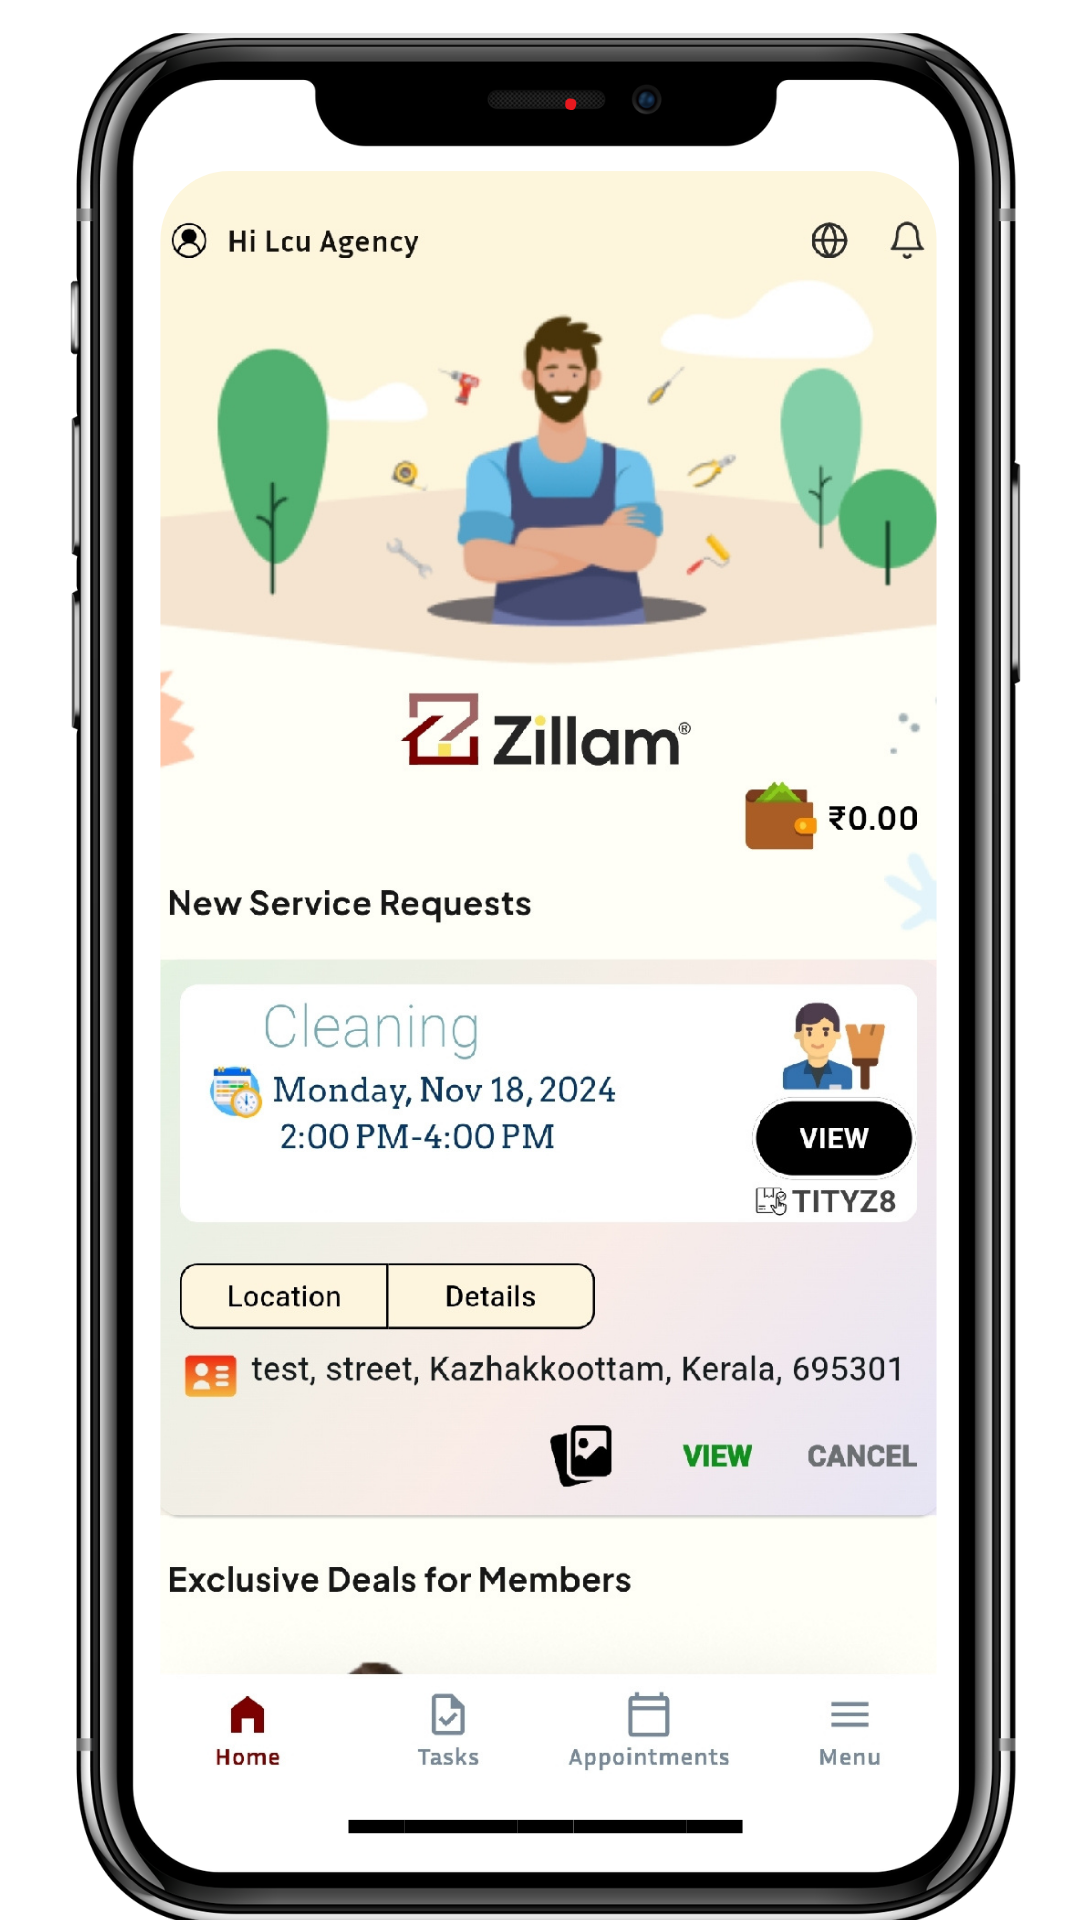 Hi Lcu Agency
Zillam®
₹0.00
New Service Requests
Cleaning
Monday, Nov 18, 2024
2:00 PM-4:00 PM
VIEW
TITYZ8
Location Details
test, street, Kazhakkoottam, Kerala, 695301
VIEW CANCEL
Exclusive Deals for Members
Home Tasks Appointments Menu